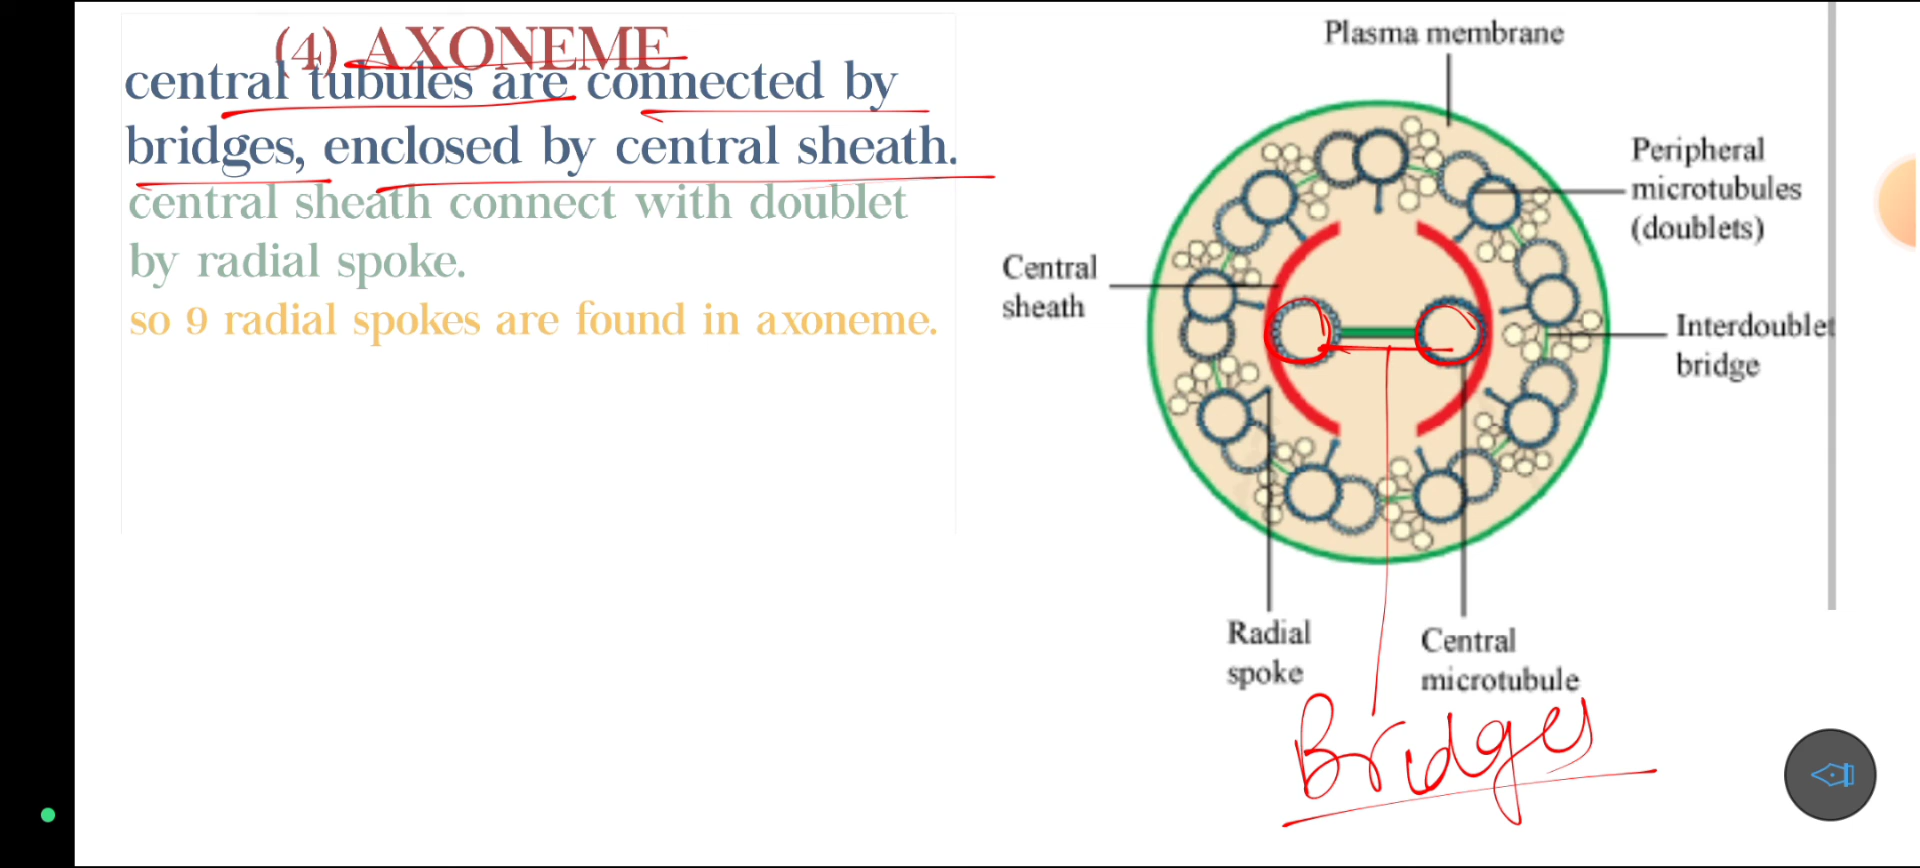 (4) AXONEME
central tubules are connected by
bridges, enclosed by central sheath.
central sheath connect with doublet
by radial spoke.
so 9 radial spokes are found in axoneme.
Plasma membrane
Peripheral
microtubules
(doublets)
Central
sheath
Interdoublet
bridge
Radial
spoke
Central
microtubule
Bridges